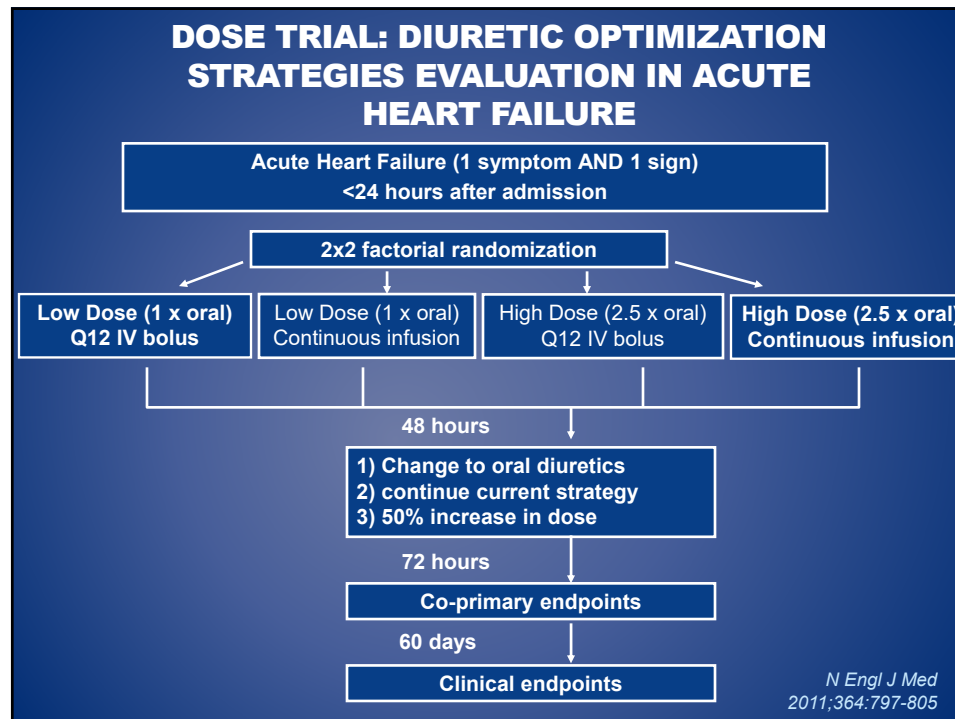 DOSE TRIAL: DIURETIC OPTIMIZATION
STRATEGIES EVALUATION IN ACUTE
HEART FAILURE
Acute Heart Failure (1 symptom AND 1 sign)
<24 hours after admission
2x2 factorial randomization
Low Dose (1 x oral)
Q12 IV bolus
Low Dose (1 x oral)
Continuous infusion
High Dose (2.5 x oral)
Q12 IV bolus
High Dose (2.5 x oral)
Continuous infusion
48 hours
1) Change to oral diuretics
2) continue current strategy
3) 50% increase in dose
72 hours
Co-primary endpoints
60 days
Clinical endpoints
N Engl J Med
2011;364:797-805